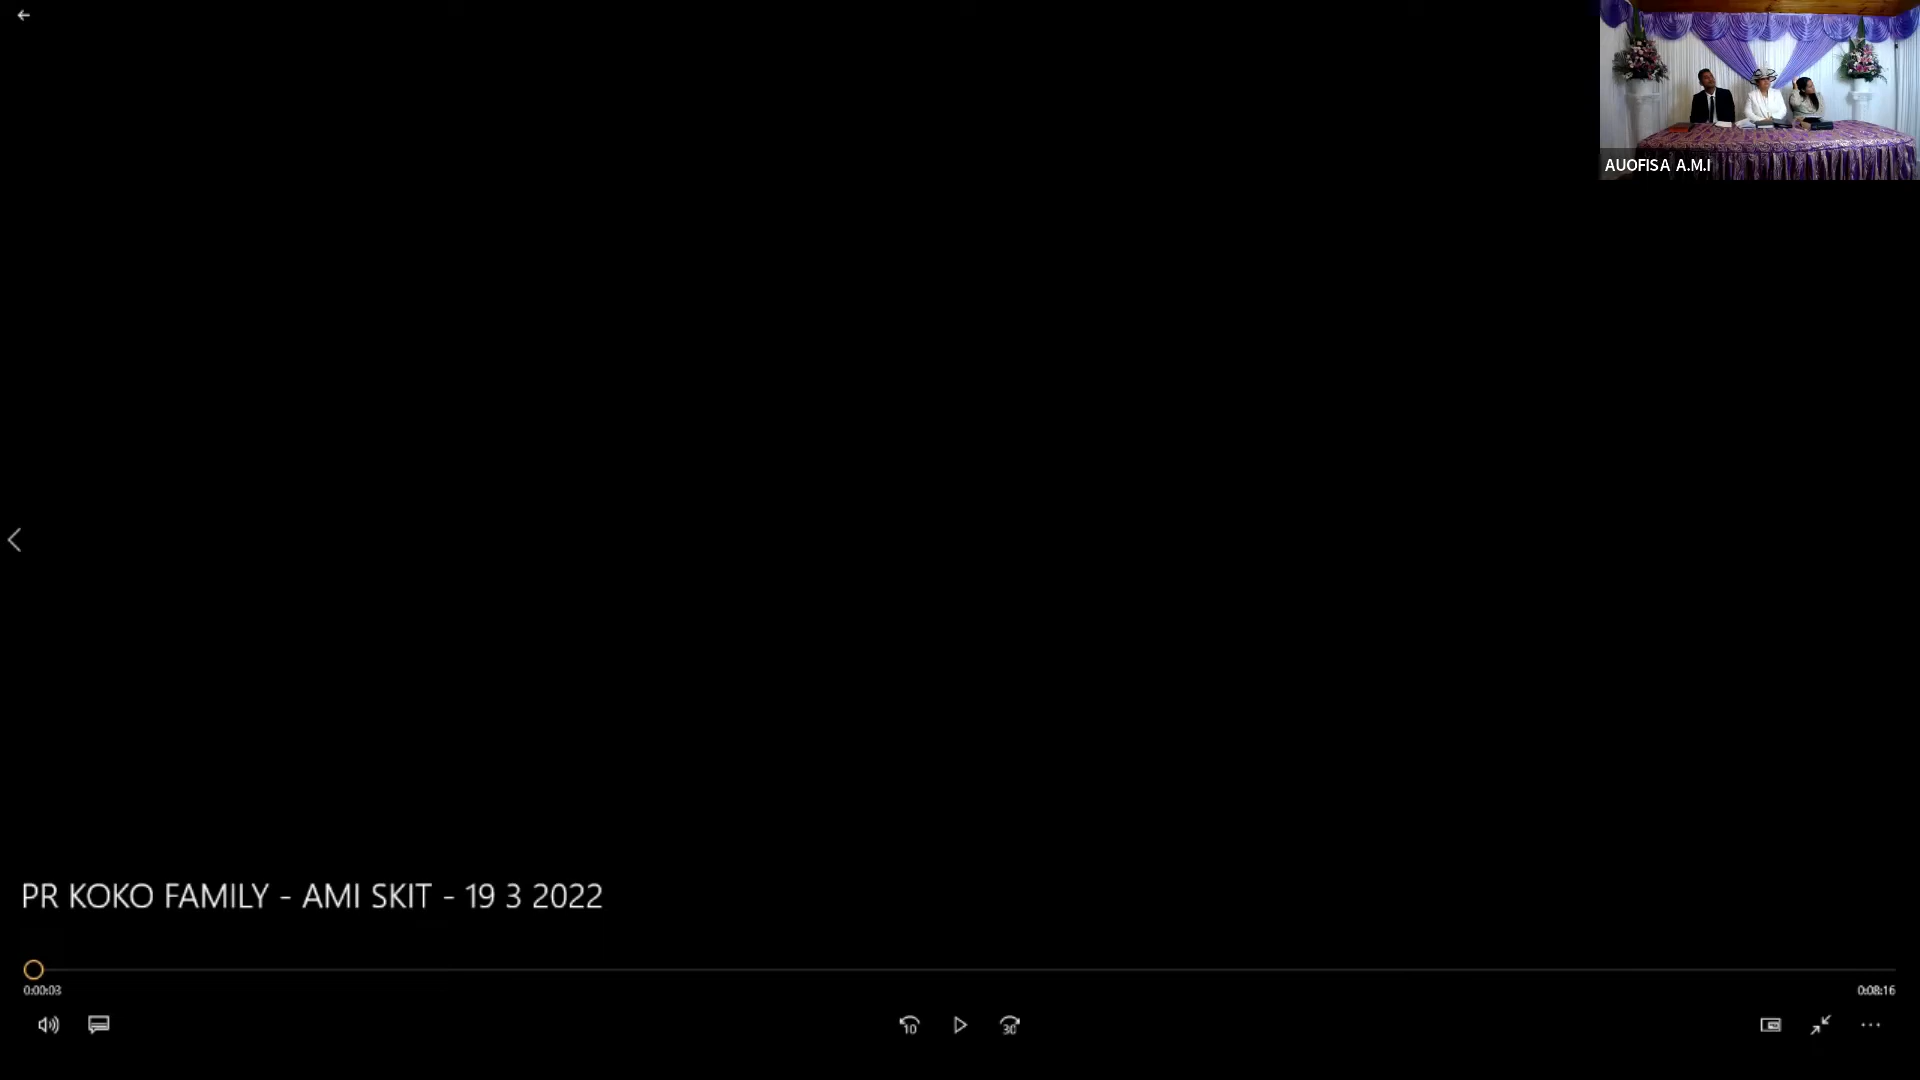 AUOFISA A.M.I
PR KOKO FAMILY - AMI SKIT - 19 3 2022
0:00:03
0:08:16
10
30